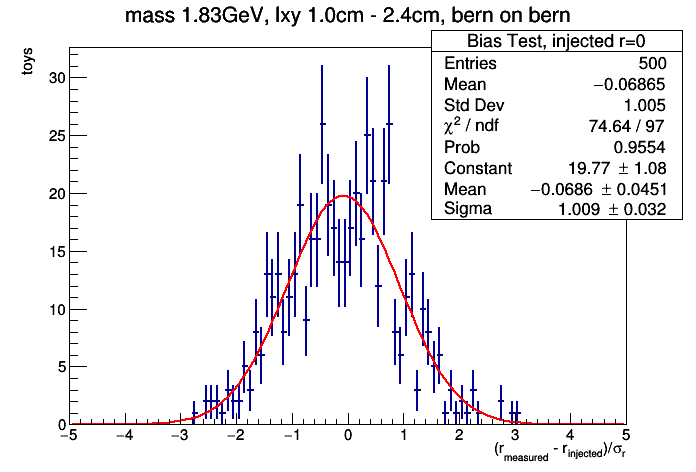 mass 1.83GeV, lxy 1.0cm - 2.4cm, bern on bern
toys
Bias Test, injected r=0
Entries 500
Mean −0.06865
Std Dev 1.005
χ² / ndf 74.64 / 97
Prob 0.9554
Constant 19.77 ± 1.08
Mean −0.0686 ± 0.0451
Sigma 1.009 ± 0.032
30
25
20
15
10
5
0
−5 −4 −3 −2 −1 0 1 2 3 4 5
(r_measured - r_injected)/σ_r